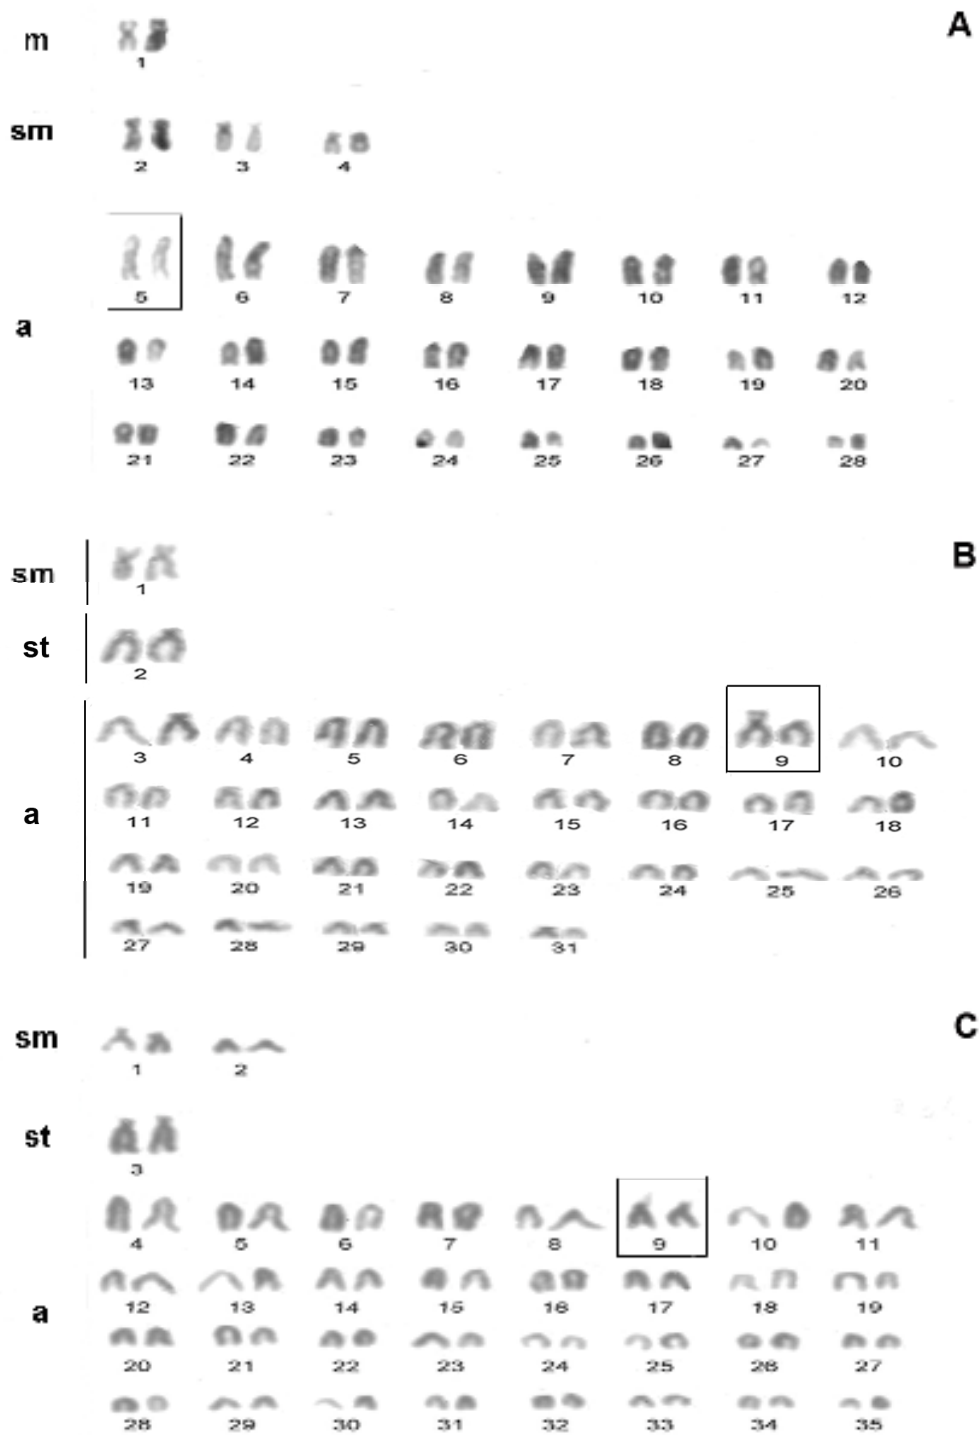 A
m
1
sm
2 3 4
5 6 7 8 9 10 11 12
a
13 14 15 16 17 18 19 20
21 22 23 24 25 26 27 28
B
sm
1
st
2
3 4 5 6 7 8 9 10
a
11 12 13 14 15 16 17 18
19 20 21 22 23 24 25 26
27 28 29 30 31
C
sm
1 2
st
3
4 5 6 7 8 9 10 11
12 13 14 15 16 17 18 19
a
20 21 22 23 24 25 26 27
28 29 30 31 32 33 34 35